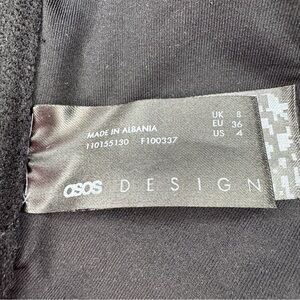 MADE IN ALBANIA
110155130 F100337
UK 8
EU 36
US 4
asos DESIGN